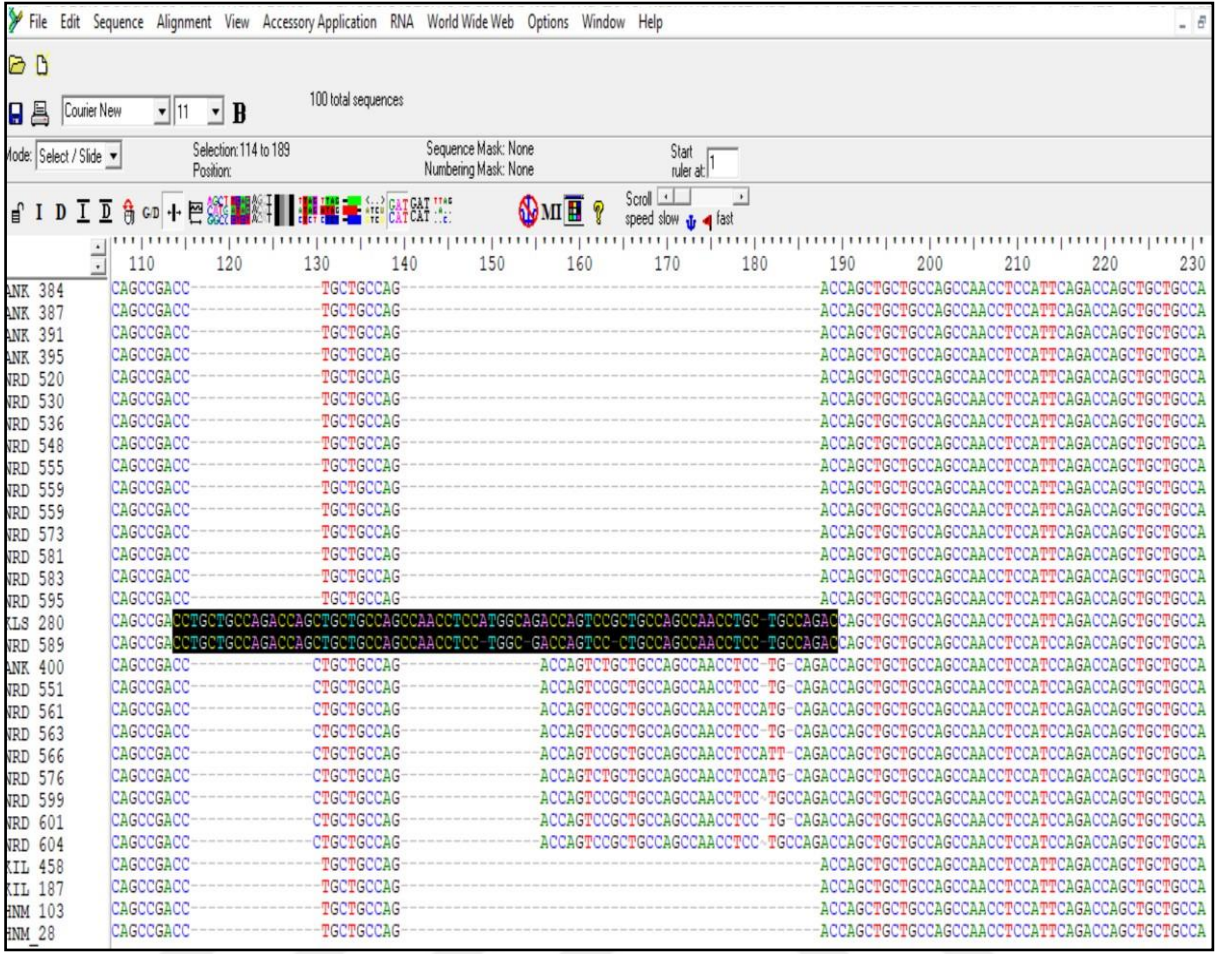 File Edit Sequence Alignment View Accessory Application RNA World Wide Web Options Window Help
Courier New 11 B 100 total sequences
Mode: Select / Slide Selection: 114 to 189 Sequence Mask: None Start
Position: Numbering Mask: None ruler at: 1
I D I D G/D MI ? Scroll
speed slow fast
110 120 130 140 150 160 170 180 190 200 210 220 230
ANK 384 CAGCCGACC---------------TGCTGCCAG------------------------------------------------ACCAGCTGCTGCCAGCCAACCTCCATTCAGACCAGCTGCTGCCA
ANK 387 CAGCCGACC---------------TGCTGCCAG------------------------------------------------ACCAGCTGCTGCCAGCCAACCTCCATTCAGACCAGCTGCTGCCA
ANK 391 CAGCCGACC---------------TGCTGCCAG------------------------------------------------ACCAGCTGCTGCCAGCCAACCTCCATTCAGACCAGCTGCTGCCA
ANK 395 CAGCCGACC---------------TGCTGCCAG------------------------------------------------ACCAGCTGCTGCCAGCCAACCTCCATTCAGACCAGCTGCTGCCA
NRD 520 CAGCCGACC---------------TGCTGCCAG------------------------------------------------ACCAGCTGCTGCCAGCCAACCTCCATTCAGACCAGCTGCTGCCA
NRD 530 CAGCCGACC---------------TGCTGCCAG------------------------------------------------ACCAGCTGCTGCCAGCCAACCTCCATTCAGACCAGCTGCTGCCA
NRD 536 CAGCCGACC---------------TGCTGCCAG------------------------------------------------ACCAGCTGCTGCCAGCCAACCTCCATTCAGACCAGCTGCTGCCA
NRD 548 CAGCCGACC---------------TGCTGCCAG------------------------------------------------ACCAGCTGCTGCCAGCCAACCTCCATTCAGACCAGCTGCTGCCA
NRD 555 CAGCCGACC---------------TGCTGCCAG------------------------------------------------ACCAGCTGCTGCCAGCCAACCTCCATTCAGACCAGCTGCTGCCA
NRD 559 CAGCCGACC---------------TGCTGCCAG------------------------------------------------ACCAGCTGCTGCCAGCCAACCTCCATTCAGACCAGCTGCTGCCA
NRD 559 CAGCCGACC---------------TGCTGCCAG------------------------------------------------ACCAGCTGCTGCCAGCCAACCTCCATTCAGACCAGCTGCTGCCA
NRD 573 CAGCCGACC---------------TGCTGCCAG------------------------------------------------ACCAGCTGCTGCCAGCCAACCTCCATTCAGACCAGCTGCTGCCA
NRD 581 CAGCCGACC---------------TGCTGCCAG------------------------------------------------ACCAGCTGCTGCCAGCCAACCTCCATTCAGACCAGCTGCTGCCA
NRD 583 CAGCCGACC---------------TGCTGCCAG------------------------------------------------ACCAGCTGCTGCCAGCCAACCTCCATTCAGACCAGCTGCTGCCA
NRD 595 CAGCCGACC---------------TGCTGCCAG------------------------------------------------ACCAGCTGCTGCCAGCCAACCTCCATTCAGACCAGCTGCTGCCA
KLS 280 CAGCCGACCTGCTGCCAGACCAGCTGCTGCCAGCCAACCTCCATGGCAGACCAGTCCGCTGCCAGCCAACCTGC-TGCCAGACCAGCTGCTGCCAGCCAACCTCCATCCAGACCAGCTGCTGCCA
NRD 589 CAGCCGACCTGCTGCCAGACCAGCTGCTGCCAGCCAACCTCC-TGGC-GACCAGTCC-CTGCCAGCCAACCTGC-TGCCAGACCAGCTGCTGCCAGCCAACCTCCATCCAGACCAGCTGCTGCCA
ANK 400 CAGCCGACC--------------CTGCTGCCAG----------------ACCAGTCTGCTGCCAGCCAACCTCC-TG-CAGACCAGCTGCTGCCAGCCAACCTCCATCCAGACCAGCTGCTGCCA
NRD 551 CAGCCGACC--------------CTGCTGCCAG----------------ACCAGTCCGCTGCCAGCCAACCTCC-TG-CAGACCAGCTGCTGCCAGCCAACCTCCATCCAGACCAGCTGCTGCCA
NRD 561 CAGCCGACC--------------CTGCTGCCAG----------------ACCAGTCCGCTGCCAGCCAACCTCCATG-CAGACCAGCTGCTGCCAGCCAACCTCCATCCAGACCAGCTGCTGCCA
NRD 563 CAGCCGACC--------------CTGCTGCCAG----------------ACCAGTCCGCTGCCAGCCAACCTCC-TG-CAGACCAGCTGCTGCCAGCCAACCTCCATCCAGACCAGCTGCTGCCA
NRD 566 CAGCCGACC--------------CTGCTGCCAG----------------ACCAGTCCGCTGCCAGCCAACCTCCATT-CAGACCAGCTGCTGCCAGCCAACCTCCATCCAGACCAGCTGCTGCCA
NRD 576 CAGCCGACC--------------CTGCTGCCAG----------------ACCAGTCTGCTGCCAGCCAACCTCCATG-CAGACCAGCTGCTGCCAGCCAACCTCCATCCAGACCAGCTGCTGCCA
NRD 599 CAGCCGACC--------------CTGCTGCCAG----------------ACCAGTCCGCTGCCAGCCAACCTCC-TGCCAGACCAGCTGCTGCCAGCCAACCTCCATCCAGACCAGCTGCTGCCA
NRD 601 CAGCCGACC--------------CTGCTGCCAG----------------ACCAGTCCGCTGCCAGCCAACCTCC-TG-CAGACCAGCTGCTGCCAGCCAACCTCCATCCAGACCAGCTGCTGCCA
NRD 604 CAGCCGACC--------------CTGCTGCCAG----------------ACCAGTCCGCTGCCAGCCAACCTCC-TGCCAGACCAGCTGCTGCCAGCCAACCTCCATCCAGACCAGCTGCTGCCA
KIL 458 CAGCCGACC---------------TGCTGCCAG------------------------------------------------ACCAGCTGCTGCCAGCCAACCTCCATTCAGACCAGCTGCTGCCA
KIL 187 CAGCCGACC---------------TGCTGCCAG------------------------------------------------ACCAGCTGCTGCCAGCCAACCTCCATTCAGACCAGCTGCTGCCA
HNM 103 CAGCCGACC---------------TGCTGCCAG------------------------------------------------ACCAGCTGCTGCCAGCCAACCTCCATTCAGACCAGCTGCTGCCA
HNM_28 CAGCCGACC---------------TGCTGCCAG------------------------------------------------ACCAGCTGCTGCCAGCCAACCTCCATTCAGACCAGCTGCTGCCA